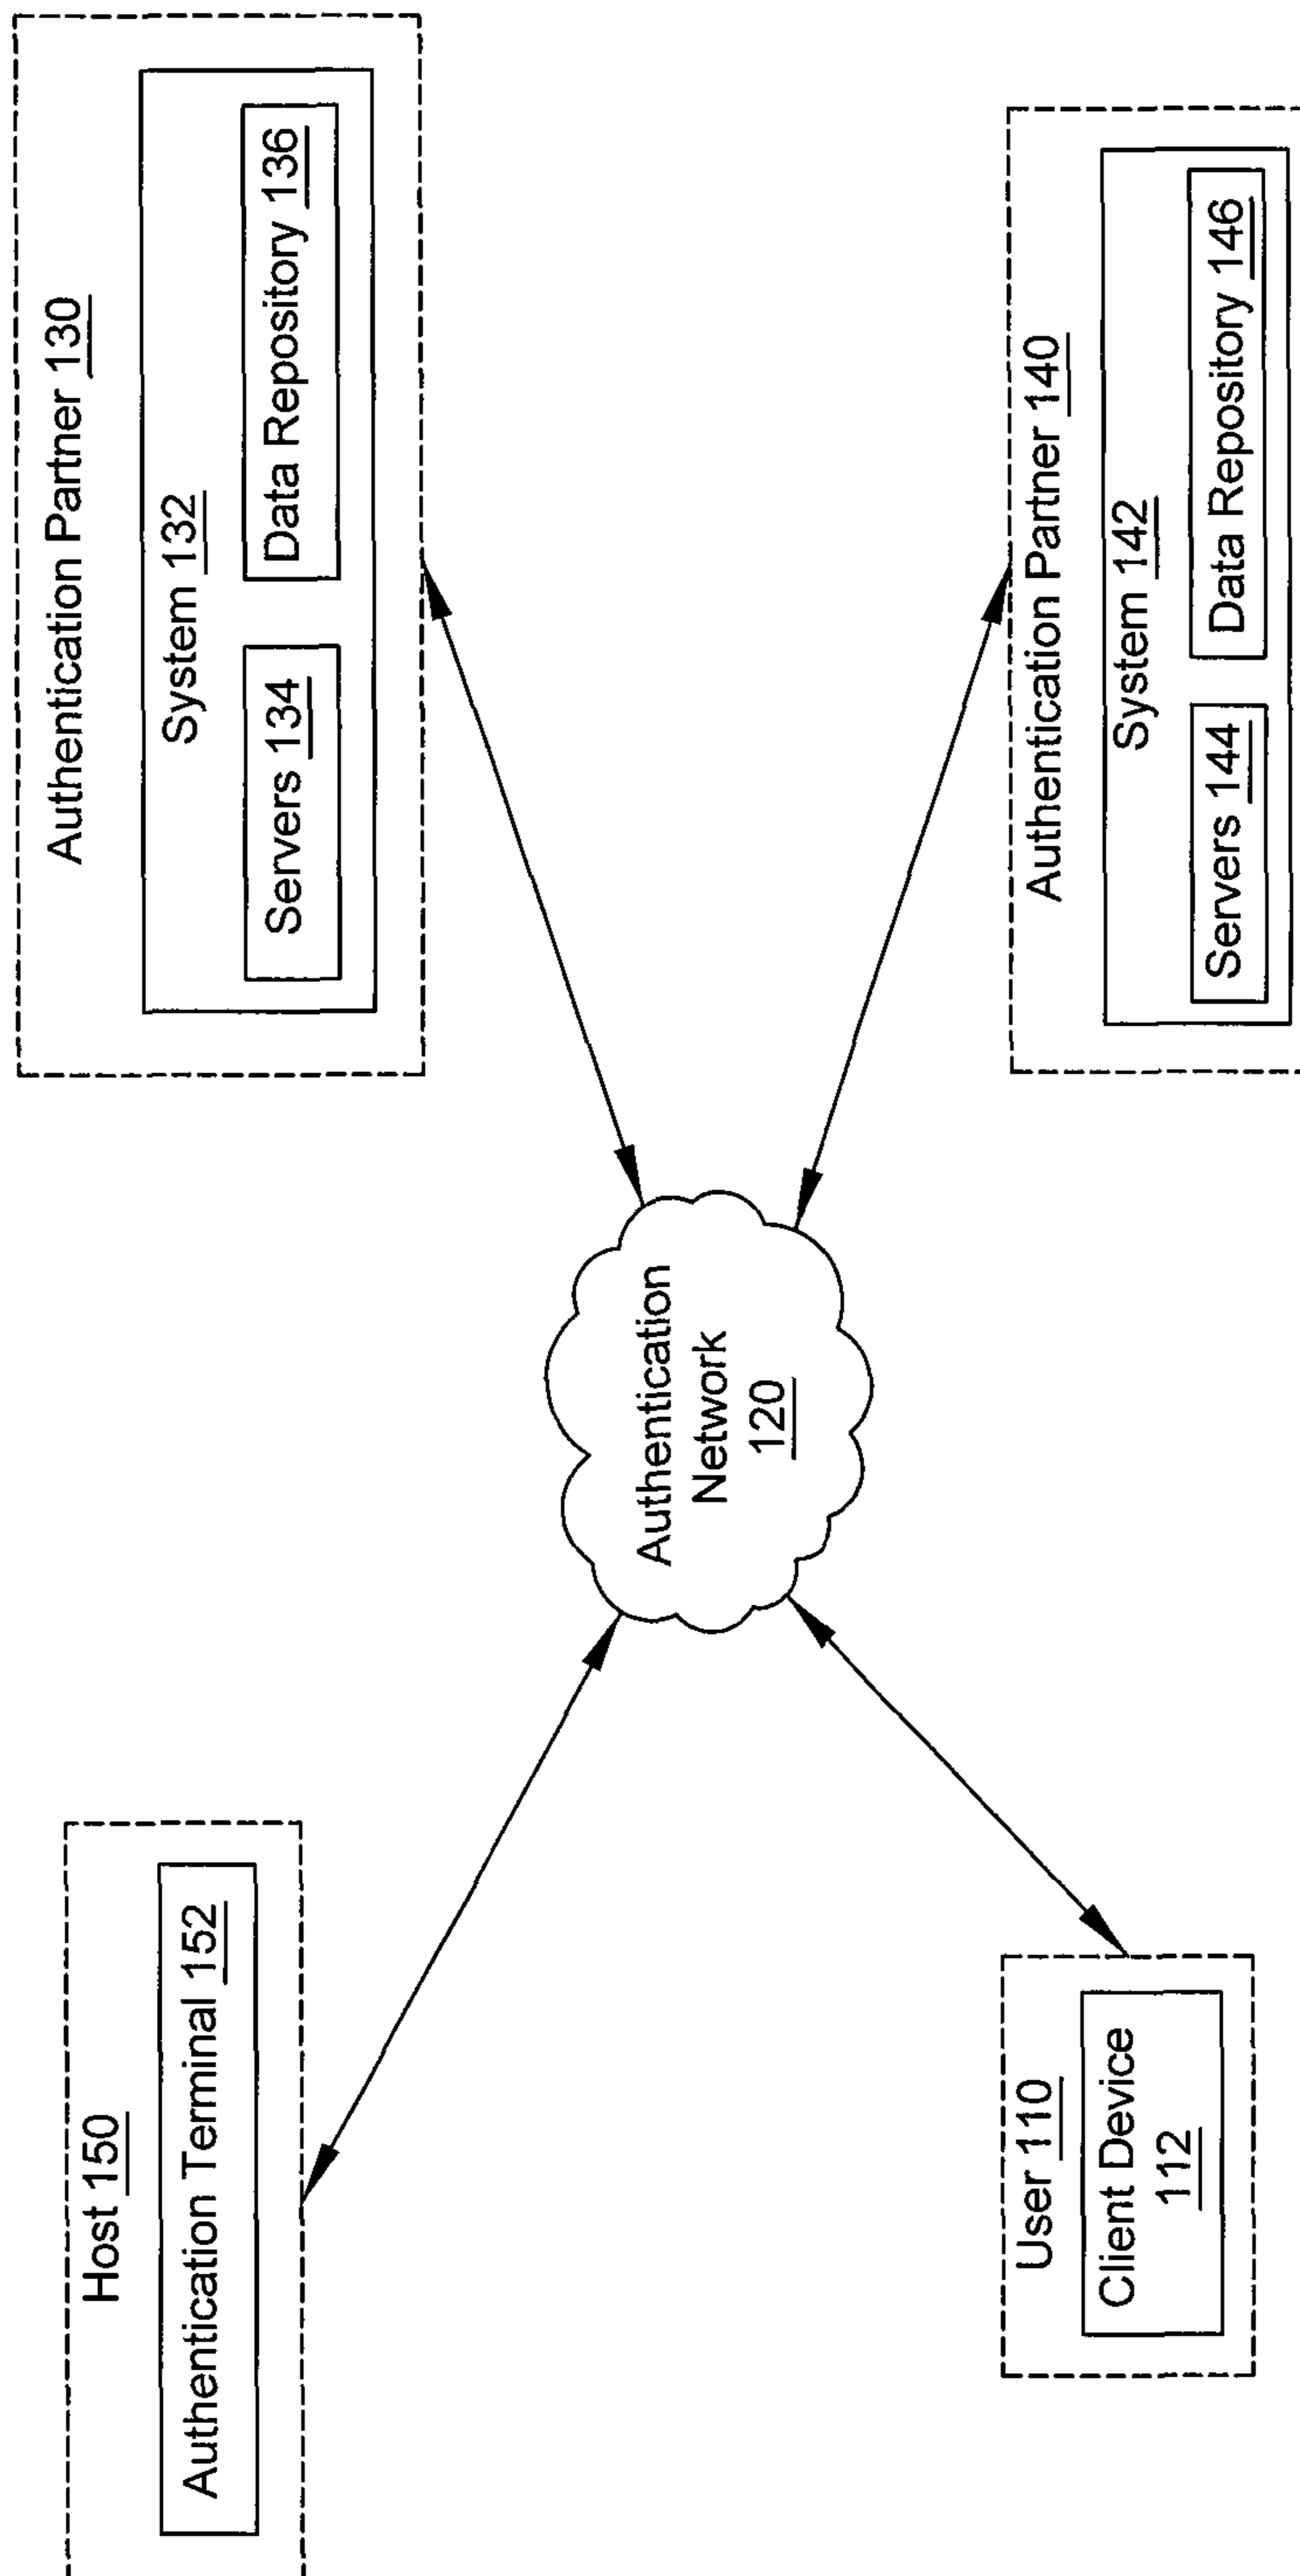 Host 150
Authentication Terminal 152
Authentication Partner 130
System 132
Servers 134
Data Repository 136
Authentication
Network
120
User 110
Client Device
112
Authentication Partner 140
System 142
Servers 144
Data Repository 146